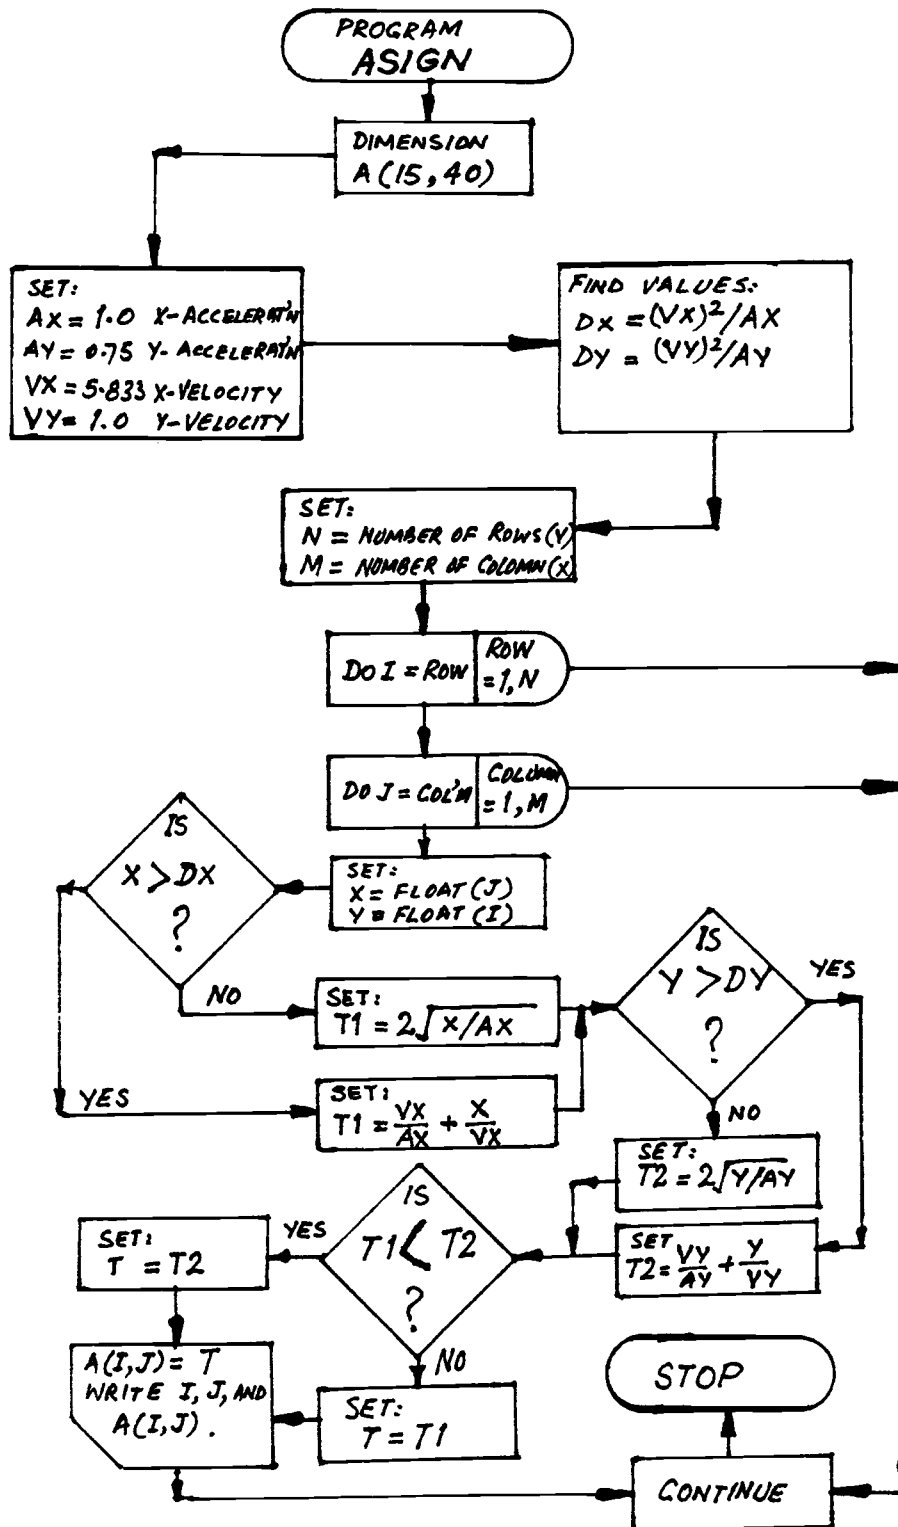 PROGRAM
ASIGN
DIMENSION
A(15,40)
SET:
AX = 1.0 X-ACCELERAT'N
AY = 0.75 Y-ACCELERAT'N
VX = 5.833 X-VELOCITY
VY = 1.0 Y-VELOCITY
FIND VALUES:
DX = (VX)²/AX
DY = (VY)²/AY
SET:
N = NUMBER OF ROWS(Y)
M = NUMBER OF COLOMN(X)
DO I = ROW
ROW
= 1, N
DO J = COL'M
COLUMN
= 1, M
SET:
X = FLOAT(J)
Y = FLOAT(I)
IS
X > DX
?
NO
YES
SET:
T1 = 2√X/AX
SET:
T1 = VX/AX + X/VX
IS
Y > DY
?
YES
NO
SET:
T2 = 2√Y/AY
SET
T2 = VY/AY + Y/VY
IS
T1 < T2
?
YES
NO
SET:
T = T2
SET:
T = T1
A(I,J) = T
WRITE I, J, AND
A(I,J).
CONTINUE
STOP